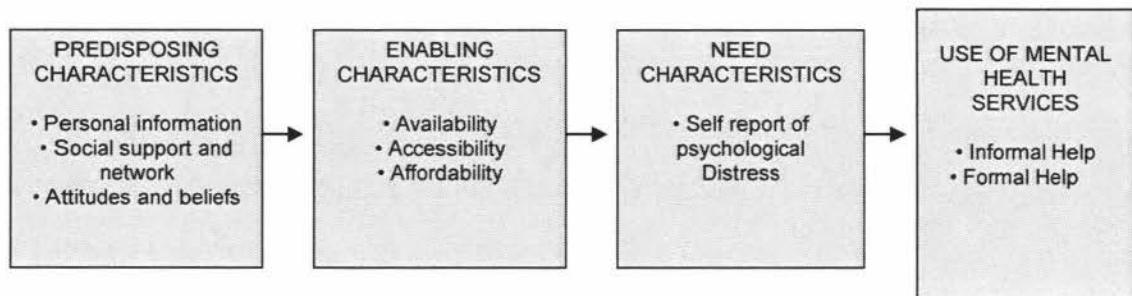 PREDISPOSING
CHARACTERISTICS
• Personal information
• Social support and
network
• Attitudes and beliefs
ENABLING
CHARACTERISTICS
• Availability
• Accessibility
• Affordability
NEED
CHARACTERISTICS
• Self report of
psychological
Distress
USE OF MENTAL
HEALTH
SERVICES
• Informal Help
• Formal Help